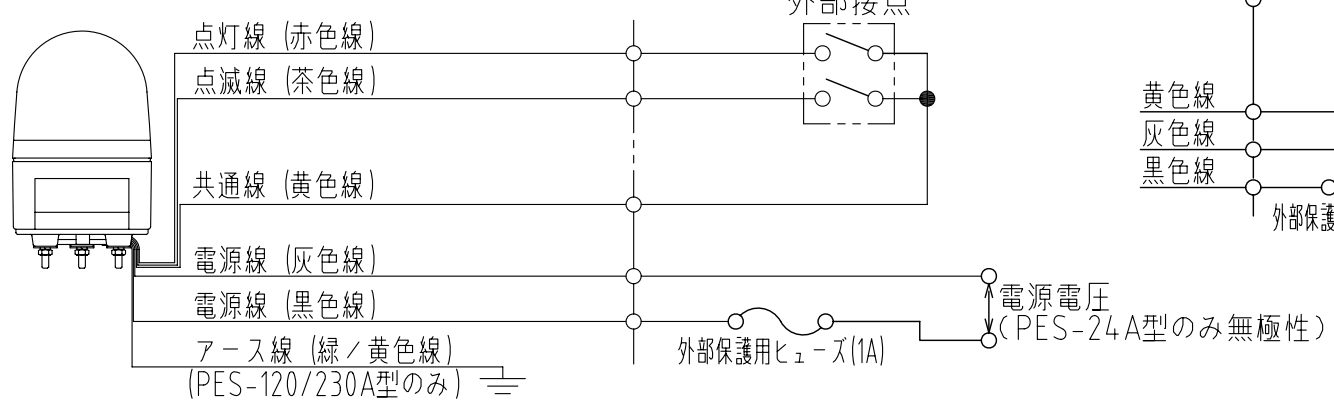 外部接点
点灯線 (赤色線)
点滅線 (茶色線)
共通線 (黄色線)
電源線 (灰色線)
電源線 (黒色線)
アース線 (緑/黄色線)
(PES-120/230A型のみ)
外部保護用ヒューズ(1A)
電源電圧
(PES-24A型のみ無極性)
黄色線
灰色線
黒色線
外部保護